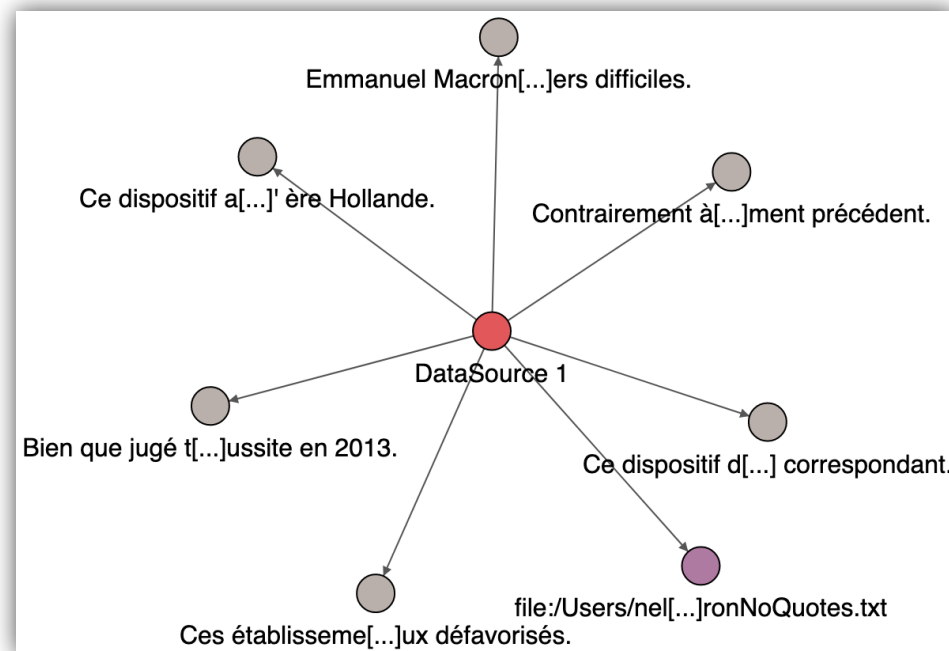 Emmanuel Macron[...]ers difficiles.
Ce dispositif a[...]' ère Hollande.
Contrairement à[...]ment précédent.
DataSource 1
Bien que jugé t[...]ussite en 2013.
Ce dispositif d[...] correspondant.
file:/Users/nel[...]ronNoQuotes.txt
Ces établisseme[...]ux défavorisés.